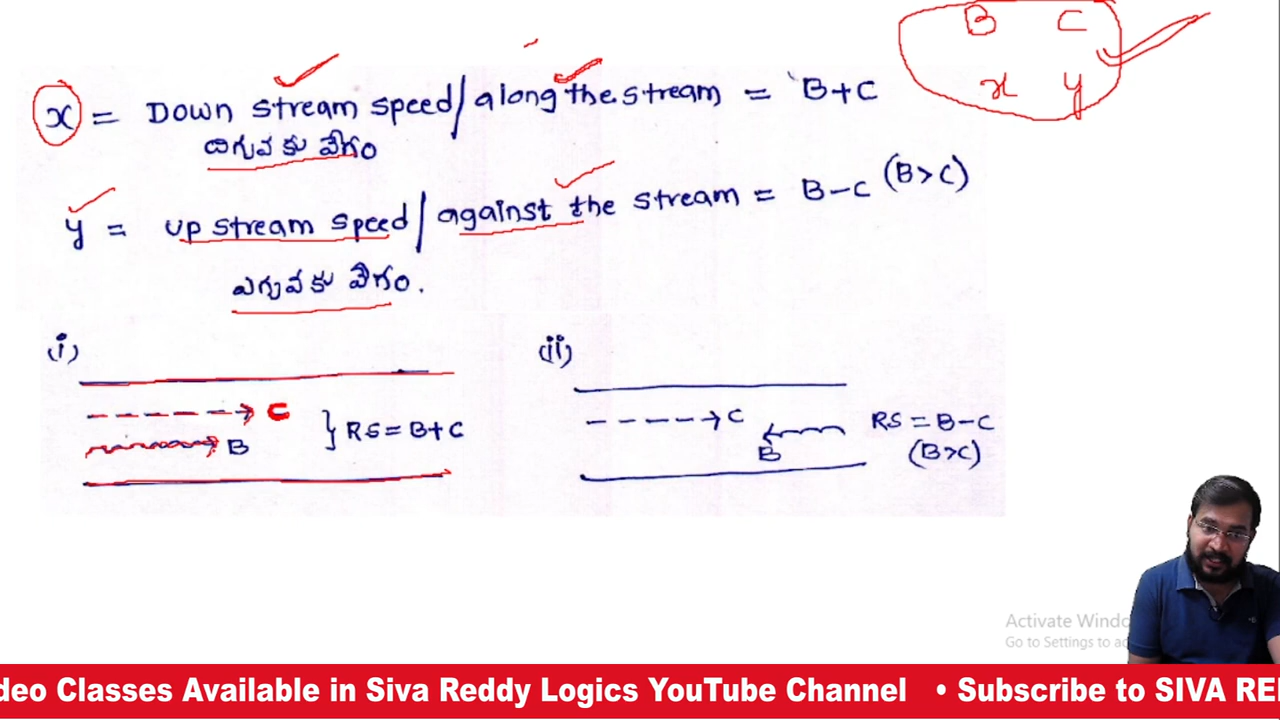 B C
x y
x = Down stream speed/along the stream = B+C
దిగువకు వేగం
y = up stream speed/against the stream = B-C (B>C)
ఎగువకు వేగం.
(i)
(ii)
C
B
} RS = B+C
C
B
RS = B-C
(B>C)
Activate Windo
Go to Settings to ac
deo Classes Available in Siva Reddy Logics YouTube Channel • Subscribe to SIVA RE